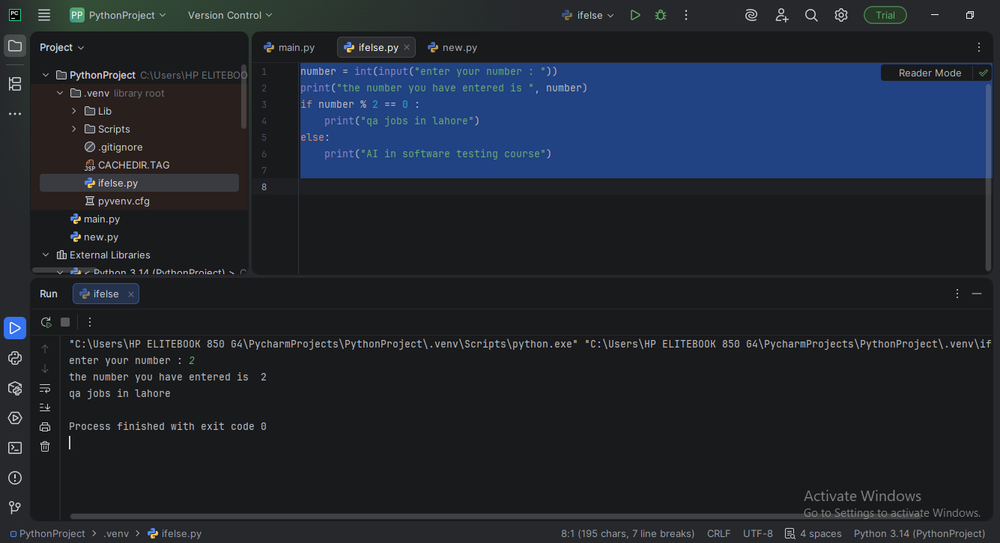 PC PP PythonProject Version Control ifelse Trial
Project
PythonProject C:\Users\HP ELITEBOO
.venv library root
Lib
Scripts
.gitignore
JSP CACHEDIR.TAG
ifelse.py
pyvenv.cfg
main.py
new.py
External Libraries
< Python 3.14 (PythonProject) > C
main.py ifelse.py new.py
Reader Mode
1 number = int(input("enter your number : "))
2 print("the number you have entered is ", number)
3 if number % 2 == 0 :
4     print("qa jobs in lahore")
5 else:
6     print("AI in software testing course")
7
8
Run ifelse
"C:\Users\HP ELITEBOOK 850 G4\PycharmProjects\PythonProject\.venv\Scripts\python.exe" "C:\Users\HP ELITEBOOK 850 G4\PycharmProjects\PythonProject\.venv\if
enter your number : 2
the number you have entered is  2
qa jobs in lahore
Process finished with exit code 0
Activate Windows
Go to Settings to activate Windows.
PythonProject > .venv > ifelse.py 8:1 (195 chars, 7 line breaks) CRLF UTF-8 4 spaces Python 3.14 (PythonProject)